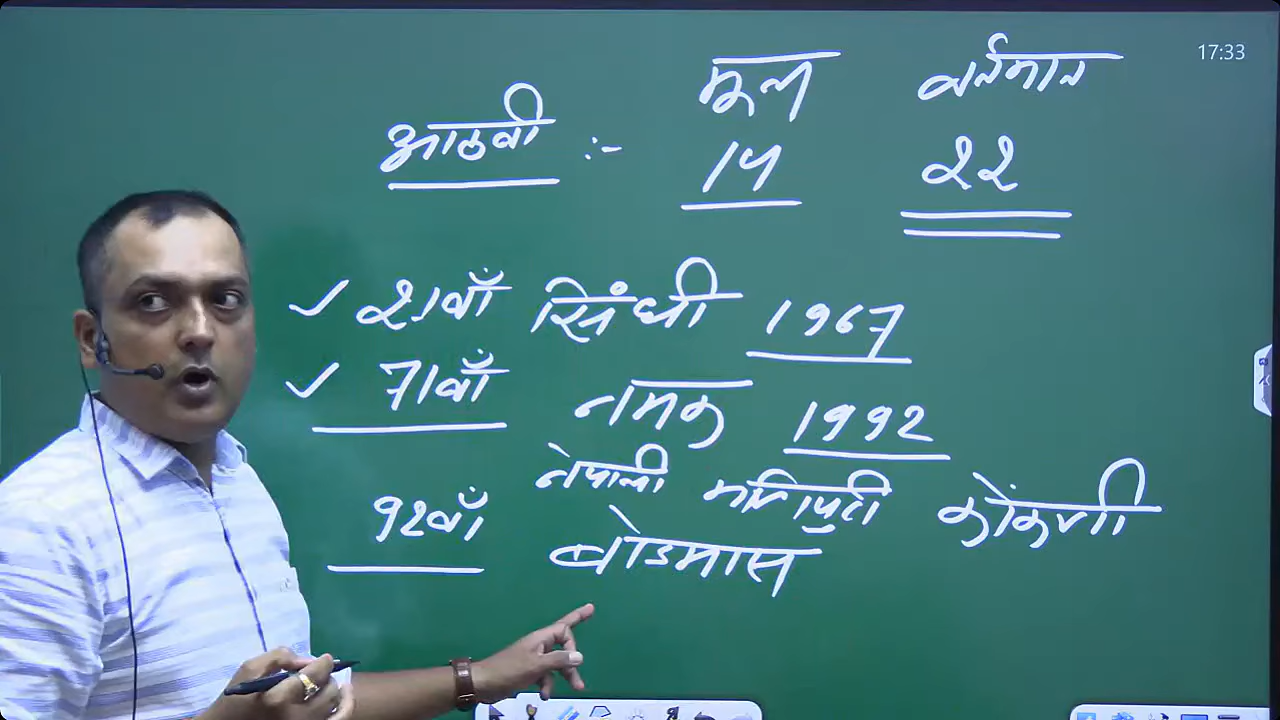 17:33
मूल वर्तमान
आठवी :- 14 22
✓ 21वाँ सिंधी 1967
✓ 71वाँ नमक 1992
नेपाली मणिपुरी कोंकणी
92वाँ बोडमास